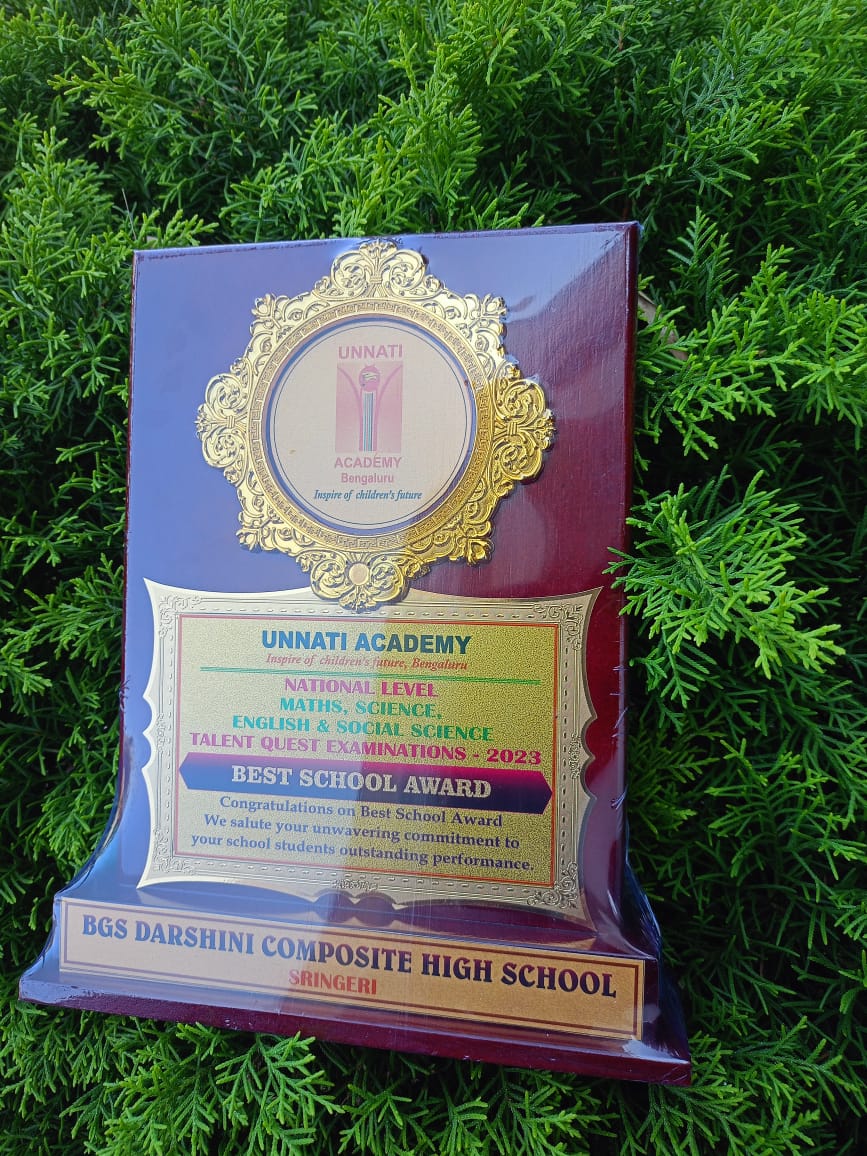 UNNATI
ACADEMY
Bengaluru
Inspire of children's future
UNNATI ACADEMY
Inspire of children's future, Bengaluru
NATIONAL LEVEL
MATHS, SCIENCE,
ENGLISH & SOCIAL SCIENCE
TALENT QUEST EXAMINATIONS - 2023
BEST SCHOOL AWARD
Congratulations on Best School Award
We salute your unwavering commitment to
your school students outstanding performance.
BGS DARSHINI COMPOSITE HIGH SCHOOL
SRINGERI